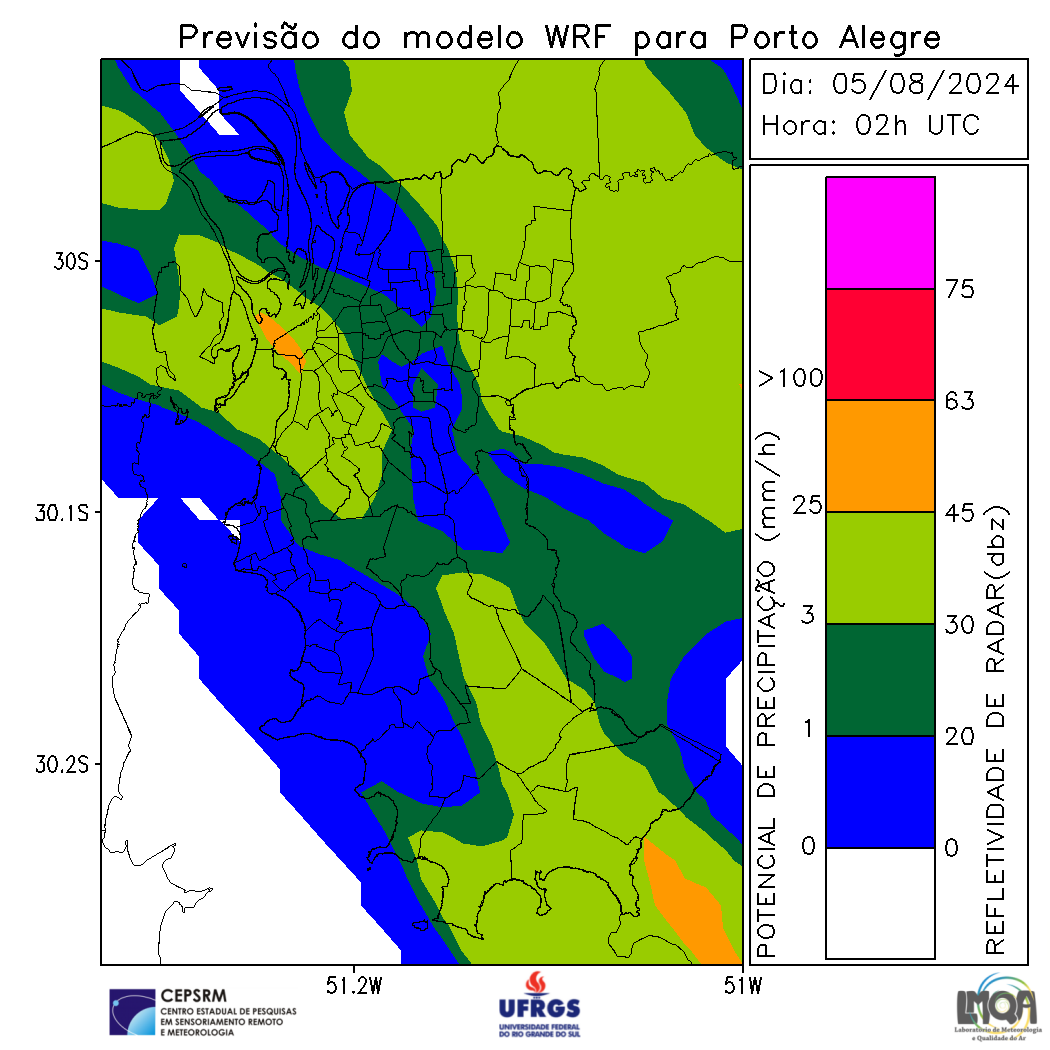 Previsão do modelo WRF para Porto Alegre
Dia: 05/08/2024
Hora: 02h UTC
30S
30.1S
30.2S
51.2W
51W
POTENCIAL DE PRECIPITAÇÃO (mm/h)
>100
25
3
1
0
75
63
45
30
20
0
REFLETIVIDADE DE RADAR(dbz)
CEPSRM
CENTRO ESTADUAL DE PESQUISAS
EM SENSORIAMENTO REMOTO
E METEOROLOGIA
UFRGS
UNIVERSIDADE FEDERAL
DO RIO GRANDE DO SUL
LMQA
Laboratório de Meteorologia
e Qualidade do Ar